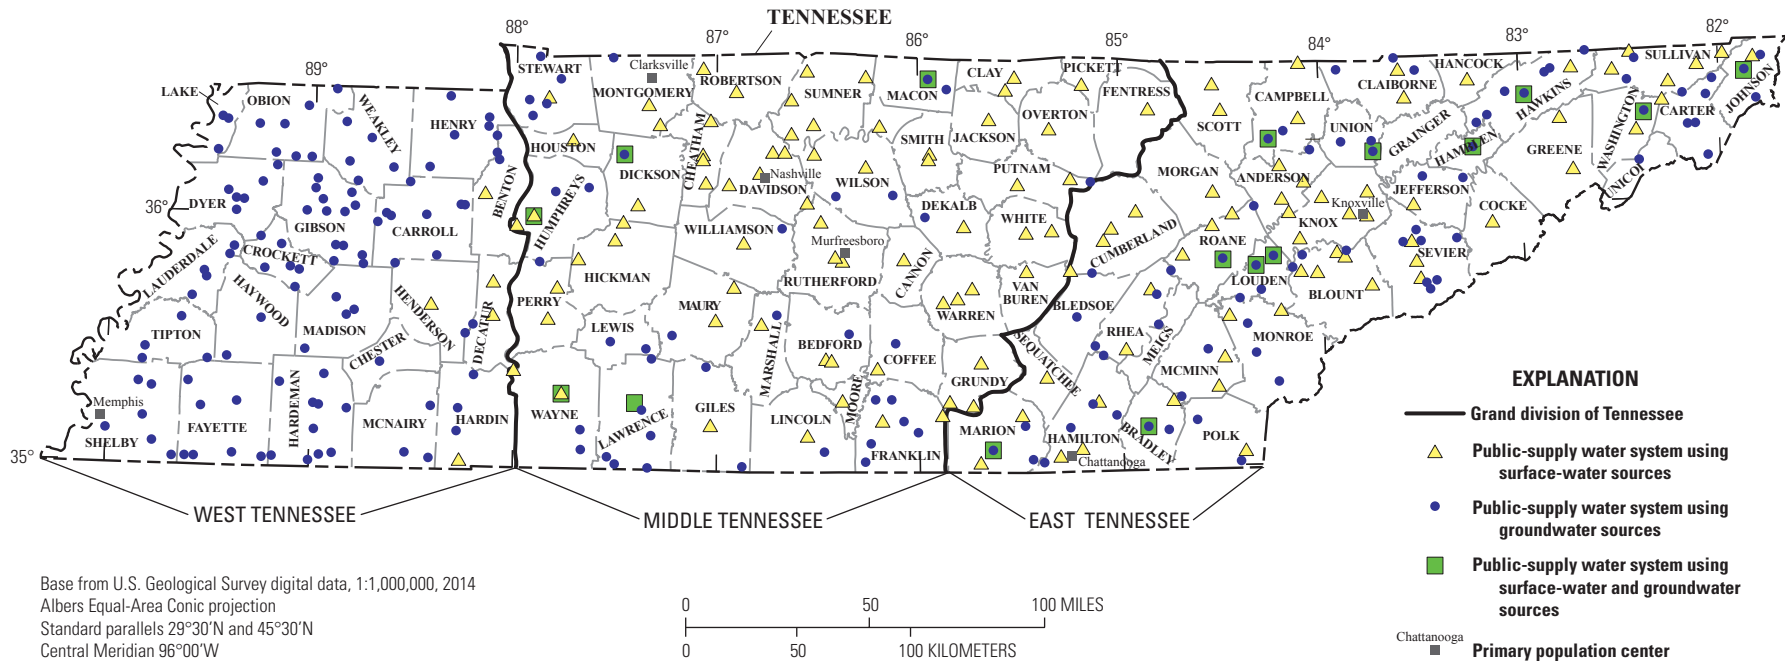 TENNESSEE
88°
87°
86°
85°
84°
83°
82°
89°
36°
35°
LAKE
OBION
WEAKLEY
HENRY
STEWART
Clarksville
MONTGOMERY
ROBERTSON
SUMNER
MACON
CLAY
PICKETT
FENTRESS
SCOTT
CAMPBELL
CLAIBORNE
HANCOCK
HAWKINS
SULLIVAN
JOHNSON
CARTER
WASHINGTON
UNICOI
GREENE
HAMBLEN
GRAINGER
UNION
HOUSTON
DICKSON
CHEATHAM
Nashville
DAVIDSON
WILSON
SMITH
JACKSON
OVERTON
PUTNAM
MORGAN
ANDERSON
Knoxville
KNOX
JEFFERSON
COCKE
SEVIER
DYER
GIBSON
CARROLL
BENTON
HUMPHREYS
WILLIAMSON
Murfreesboro
RUTHERFORD
CANNON
DEKALB
WHITE
CUMBERLAND
ROANE
LOUDEN
BLOUNT
LAUDERDALE
CROCKETT
HAYWOOD
MADISON
HENDERSON
DECATUR
PERRY
HICKMAN
MAURY
LEWIS
MARSHALL
BEDFORD
COFFEE
WARREN
VAN
BUREN
BLEDSOE
RHEA
MEIGS
MONROE
MCMINN
SEQUATCHEE
GRUNDY
TIPTON
CHESTER
Memphis
SHELBY
FAYETTE
HARDEMAN
MCNAIRY
HARDIN
WAYNE
LAWRENCE
GILES
LINCOLN
MOORE
FRANKLIN
MARION
HAMILTON
Chattanooga
BRADLEY
POLK
WEST TENNESSEE
MIDDLE TENNESSEE
EAST TENNESSEE
EXPLANATION
Grand division of Tennessee
Public-supply water system using
surface-water sources
Public-supply water system using
groundwater sources
Public-supply water system using
surface-water and groundwater
sources
Chattanooga
Primary population center
Base from U.S. Geological Survey digital data, 1:1,000,000, 2014
Albers Equal-Area Conic projection
Standard parallels 29°30'N and 45°30'N
Central Meridian 96°00'W
0 50 100 MILES
0 50 100 KILOMETERS